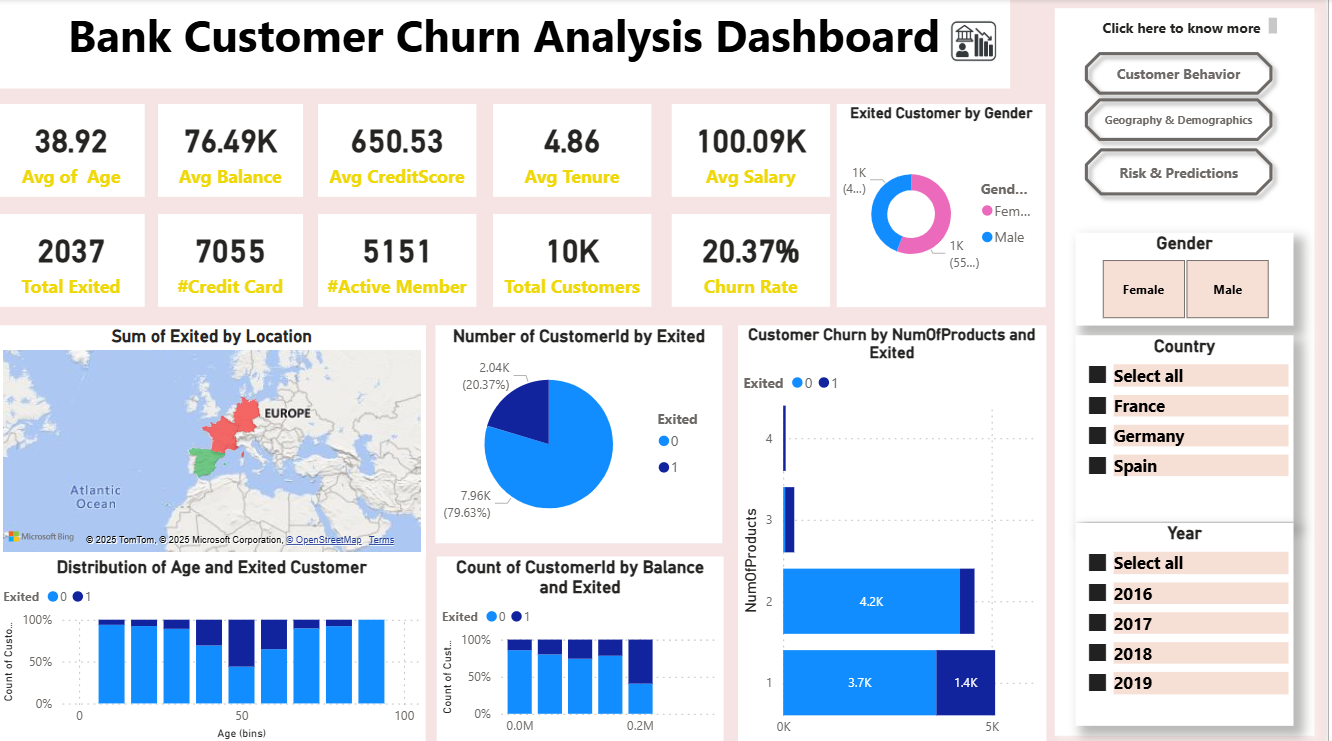 Bank Customer Churn Analysis Dashboard
Click here to know more
Customer Behavior
Geography & Demographics
Risk & Predictions
38.92
Avg of Age
76.49K
Avg Balance
650.53
Avg CreditScore
4.86
Avg Tenure
100.09K
Avg Salary
2037
Total Exited
7055
#Credit Card
5151
#Active Member
10K
Total Customers
20.37%
Churn Rate
Exited Customer by Gender
1K
(4...)
1K
(55...)
Gend...
Fem...
Male
Gender
Female
Male
Country
Select all
France
Germany
Spain
Year
Select all
2016
2017
2018
2019
Sum of Exited by Location
EUROPE
Atlantic
Ocean
Microsoft Bing
© 2025 TomTom, © 2025 Microsoft Corporation, © OpenStreetMap Terms
Number of CustomerId by Exited
2.04K
(20.37%)
7.96K
(79.63%)
Exited
0
1
Customer Churn by NumOfProducts and
Exited
Exited 0 1
NumOfProducts
4
3
2
4.2K
1
3.7K
1.4K
0K
5K
Distribution of Age and Exited Customer
Exited 0 1
Count of Custo...
100%
50%
0%
0
50
100
Age (bins)
Count of CustomerId by Balance
and Exited
Exited 0 1
Count of Cust...
100%
50%
0%
0.0M
0.2M